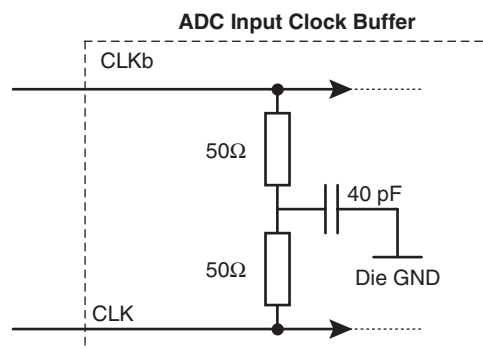 ADC Input Clock Buffer
CLKb
50Ω
40 pF
50Ω
Die GND
CLK